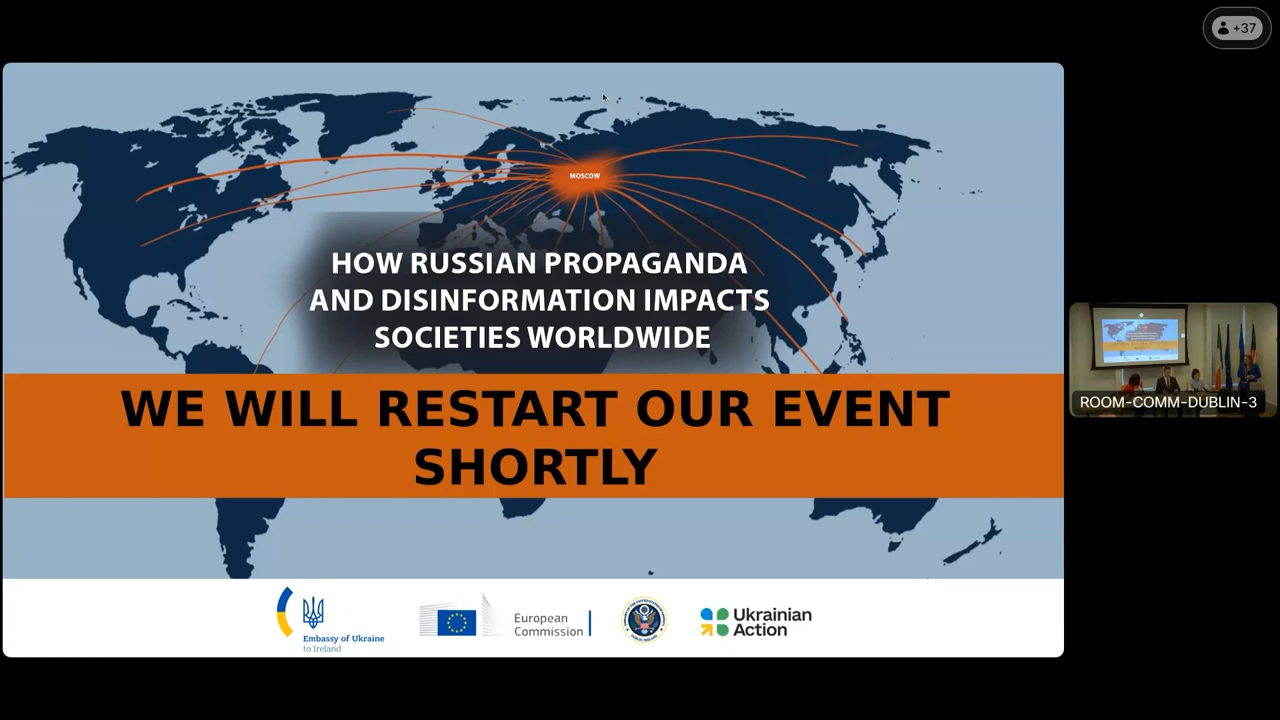 +37
MOSCOW
HOW RUSSIAN PROPAGANDA
AND DISINFORMATION IMPACTS
SOCIETIES WORLDWIDE
WE WILL RESTART OUR EVENT
SHORTLY
Embassy of Ukraine
to Ireland
European
Commission
Ukrainian
Action
ROOM-COMM-DUBLIN-3